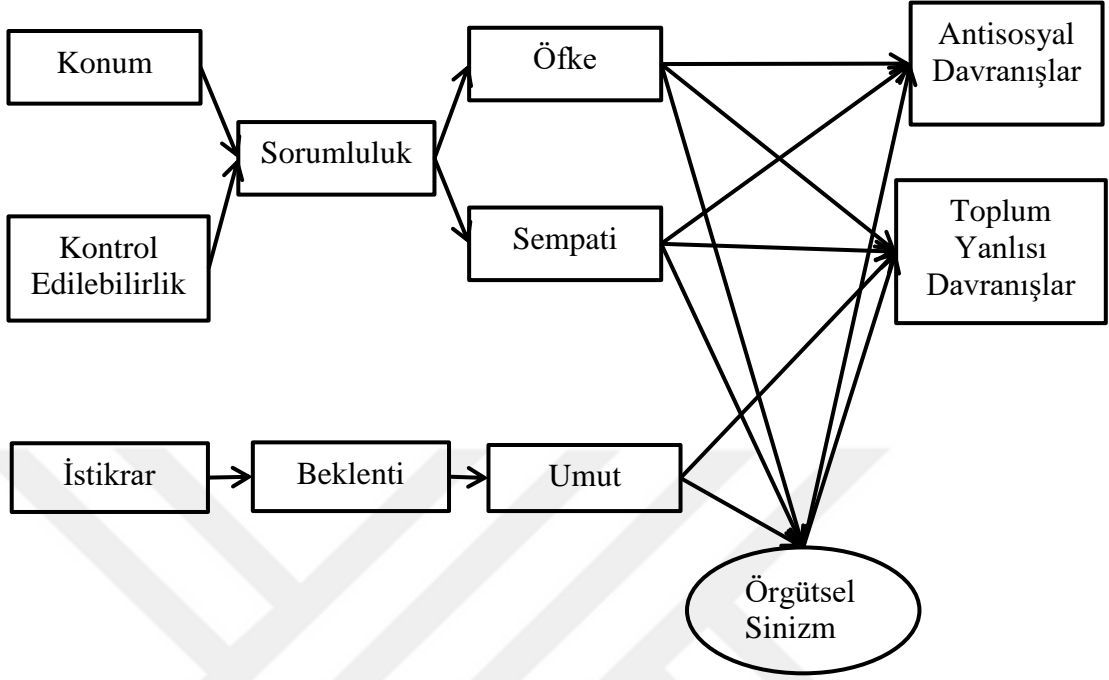 Konum
Kontrol
Edilebilirlik
Sorumluluk
Öfke
Sempati
Antisosyal
Davranışlar
Toplum
Yanlısı
Davranışlar
İstikrar
Beklenti
Umut
Örgütsel
Sinizm